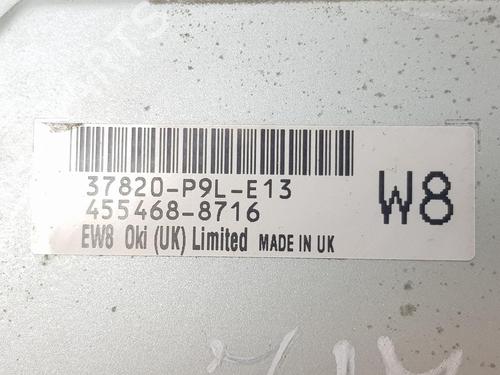 37820-P9L-E13
455468-8716
EW8 Oki (UK) Limited MADE IN UK
W8